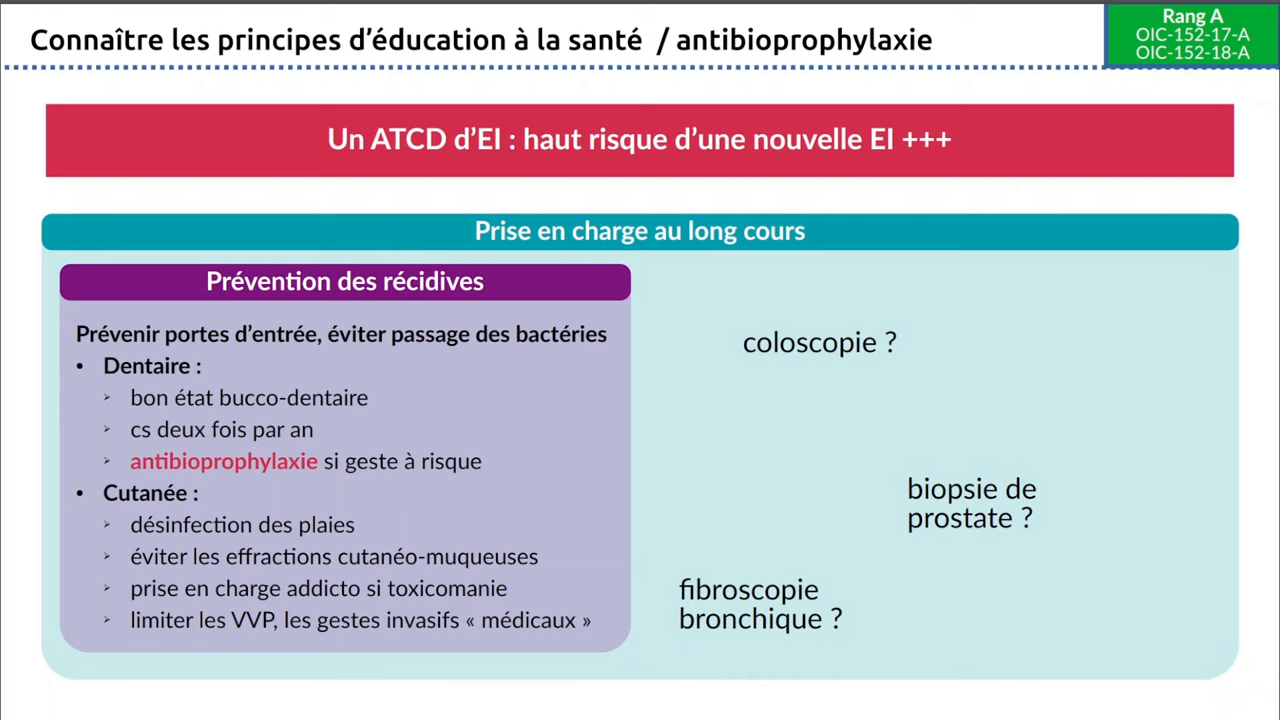 Connaître les principes d’éducation à la santé / antibioprophylaxie
Rang A
OIC-152-17-A
OIC-152-18-A
Un ATCD d’EI : haut risque d’une nouvelle EI +++
Prise en charge au long cours
Prévention des récidives
Prévenir portes d’entrée, éviter passage des bactéries
• Dentaire :
➢ bon état bucco-dentaire
➢ cs deux fois par an
➢ antibioprophylaxie si geste à risque
• Cutanée :
➢ désinfection des plaies
➢ éviter les effractions cutanéo-muqueuses
➢ prise en charge addicto si toxicomanie
➢ limiter les VVP, les gestes invasifs « médicaux »
coloscopie ?
biopsie de
prostate ?
fibroscopie
bronchique ?